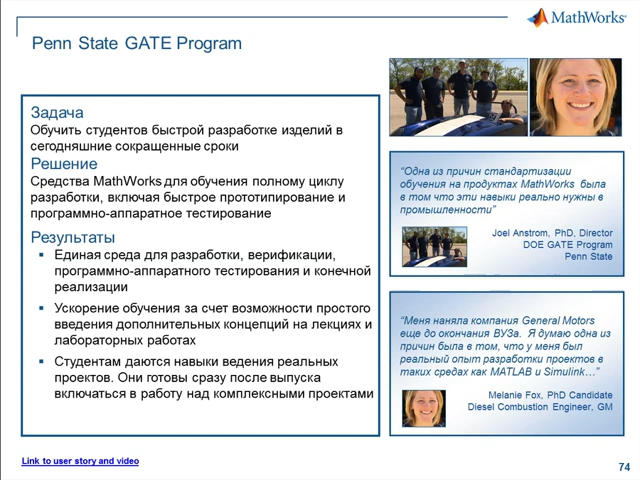 MathWorks
Penn State GATE Program
Задача
Обучить студентов быстрой разработке изделий в
сегодняшние сокращенные сроки
Решение
Средства MathWorks для обучения полному циклу
разработки, включая быстрое прототипирование и
программно-аппаратное тестирование
Результаты
Единая среда для разработки, верификации,
программно-аппаратного тестирования и конечной
реализации
Ускорение обучения за счет возможности простого
введения дополнительных концепций на лекциях и
лабораторных работах
Студентам даются навыки ведения реальных
проектов. Они готовы сразу после выпуска
включаться в работу над комплексными проектами
“Одна из причин стандартизации
обучения на продуктах MathWorks была
в том что эти навыки реально нужны в
промышленности”
Joel Anstrom, PhD, Director
DOE GATE Program
Penn State
“Меня наняла компания General Motors
еще до окончания ВУЗа. Я думаю одна из
причин была в том, что у меня был
реальный опыт разработки проектов в
таких средах как MATLAB и Simulink…”
Melanie Fox, PhD Candidate
Diesel Combustion Engineer, GM
Link to user story and video
74